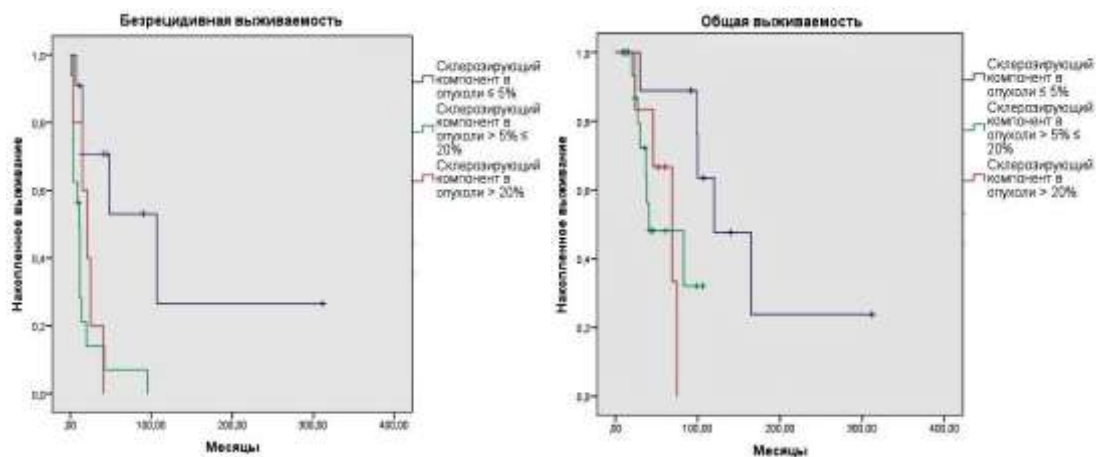 Безрецидивная выживаемость
Накопленное выживание
1,0
0,8
0,6
0,4
0,2
0,0
,00
100,00
200,00
300,00
400,00
Месяцы
Склерозирующий
компонент в
опухоли ≤ 5%
Склерозирующий
компонент в
опухоли > 5% ≤
20%
Склерозирующий
компонент в
опухоли > 20%
Общая выживаемость
Накопленное выживание
1,0
0,8
0,6
0,4
0,2
0,0
,00
100,00
200,00
300,00
400,00
Месяцы
Склерозирующий
компонент в
опухоли ≤ 5%
Склерозирующий
компонент в
опухоли > 5% ≤
20%
Склерозирующий
компонент в
опухоли > 20%